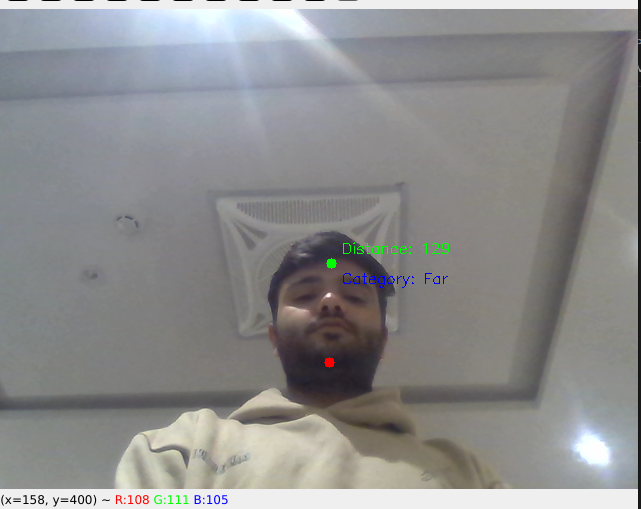 Distance: 129
Category: Far
(x=158, y=400) ~ R:108 G:111 B:105